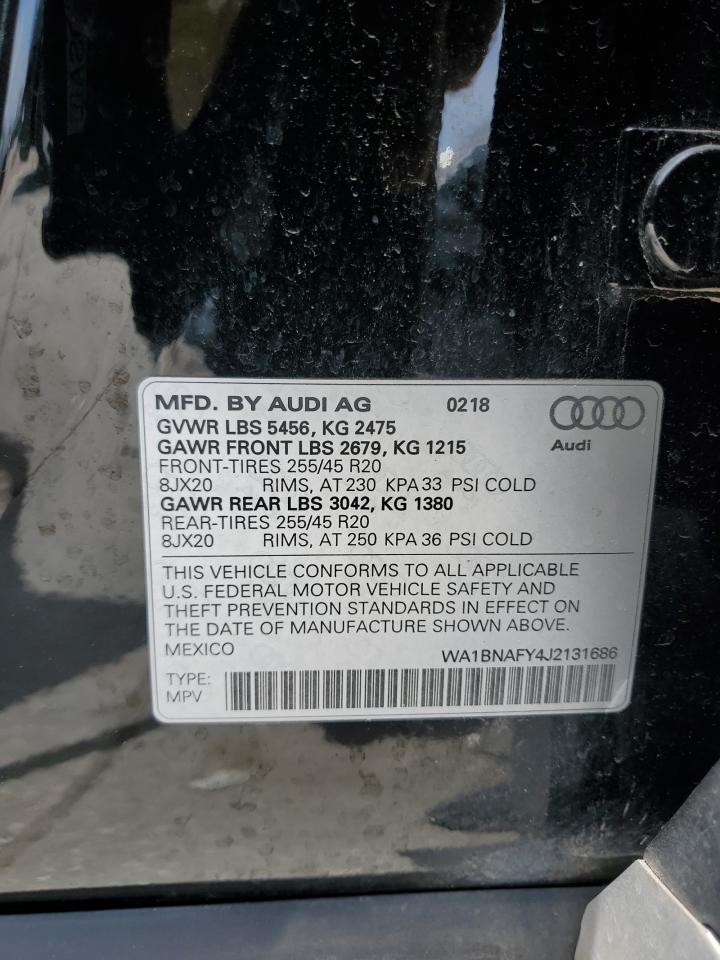 MFD. BY AUDI AG 0218
GVWR LBS 5456, KG 2475
GAWR FRONT LBS 2679, KG 1215
Audi
FRONT-TIRES 255/45 R20
8JX20 RIMS, AT 230 KPA 33 PSI COLD
GAWR REAR LBS 3042, KG 1380
REAR-TIRES 255/45 R20
8JX20 RIMS, AT 250 KPA 36 PSI COLD
THIS VEHICLE CONFORMS TO ALL APPLICABLE
U.S. FEDERAL MOTOR VEHICLE SAFETY AND
THEFT PREVENTION STANDARDS IN EFFECT ON
THE DATE OF MANUFACTURE SHOWN ABOVE.
MEXICO WA1BNAFY4J2131686
TYPE:
MPV